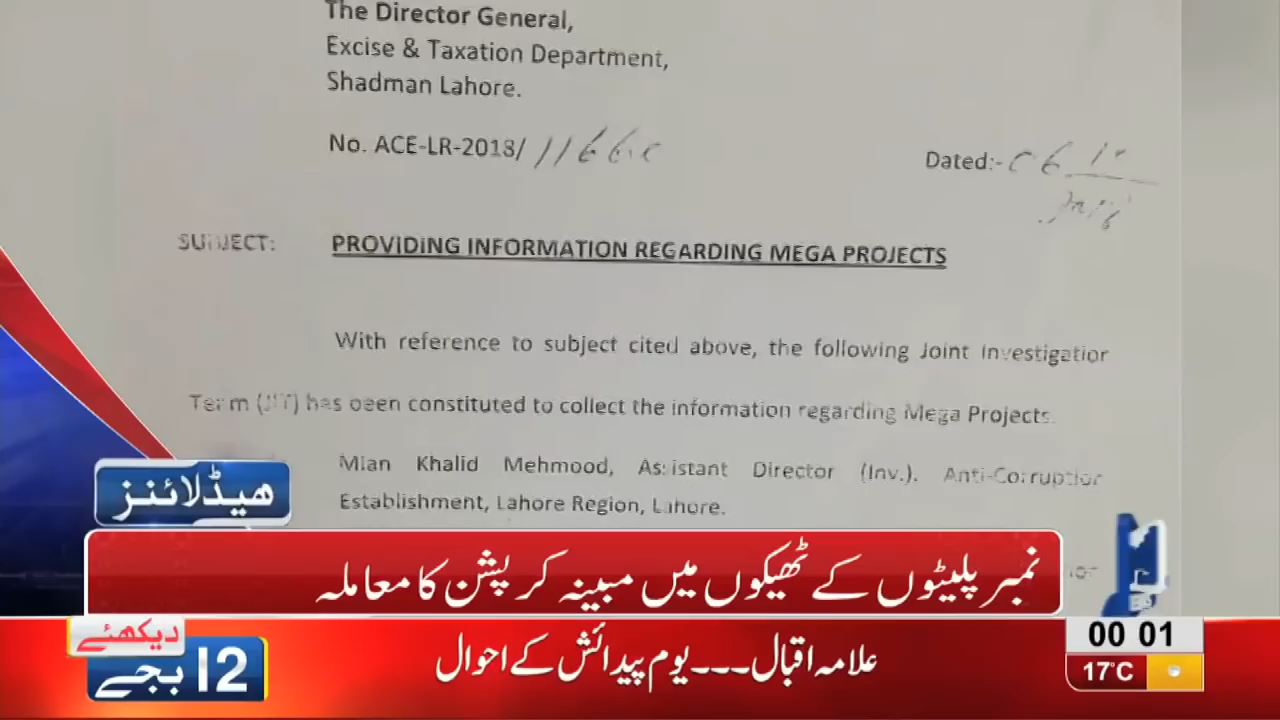 The Director General,
Excise & Taxation Department,
Shadman Lahore.
No. ACE-LR-2018/
Dated:-
SUBJECT: PROVIDING INFORMATION REGARDING MEGA PROJECTS
With reference to subject cited above, the following Joint Investigation
Term (JIT) has been constituted to collect the information regarding Mega Projects.
Mian Khalid Mehmood, Assistant Director (Inv.). Anti-Corruption
Establishment, Lahore Region, Lahore.
ھیڈلائنز
نمبر پلیٹوں کے ٹھیکوں میں مبینہ کرپشن کا معاملہ
دیکھئے
12 بجے
علامہ اقبال۔۔۔یوم پیدائش کے احوال
00 01
17°C